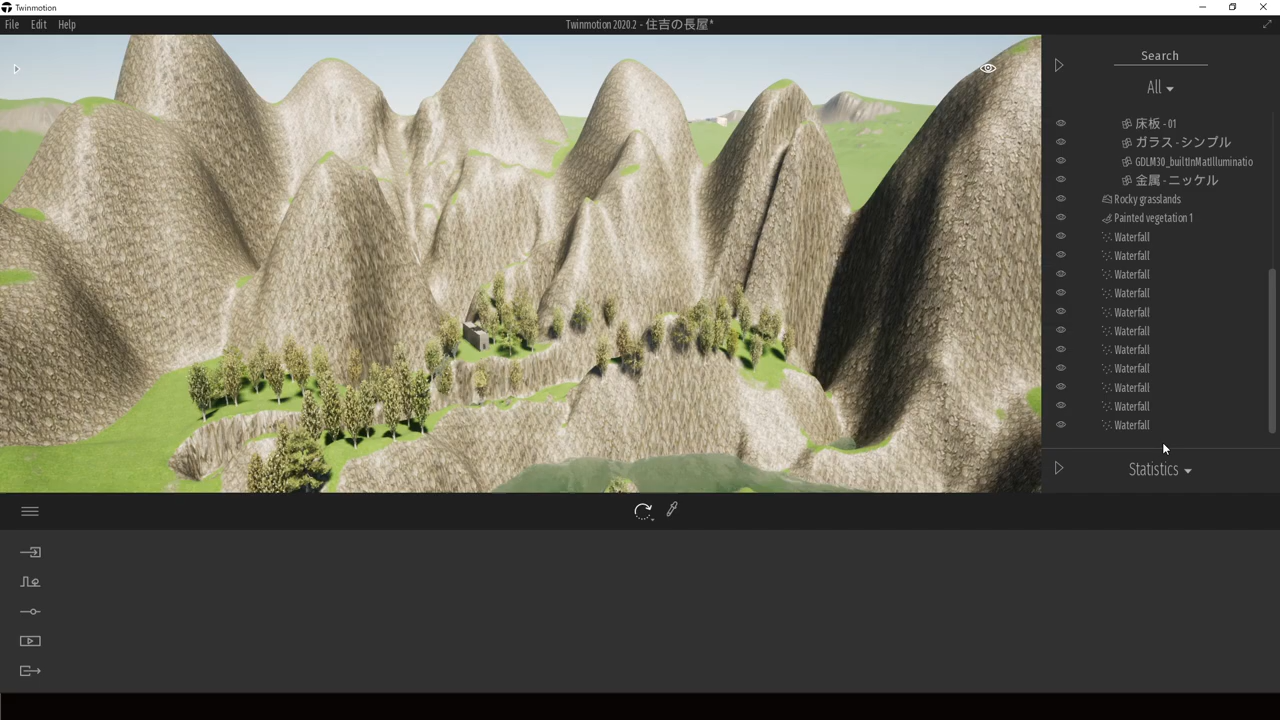 Twinmotion
File Edit Help
Twinmotion 2020.2 - 住吉の長屋*
Search
All
床板 - 01
ガラス - シンプル
GDLM30_builtInMatIlluminatio
金属 - ニッケル
Rocky grasslands
Painted vegetation 1
Waterfall
Waterfall
Waterfall
Waterfall
Waterfall
Waterfall
Waterfall
Waterfall
Waterfall
Waterfall
Waterfall
Statistics